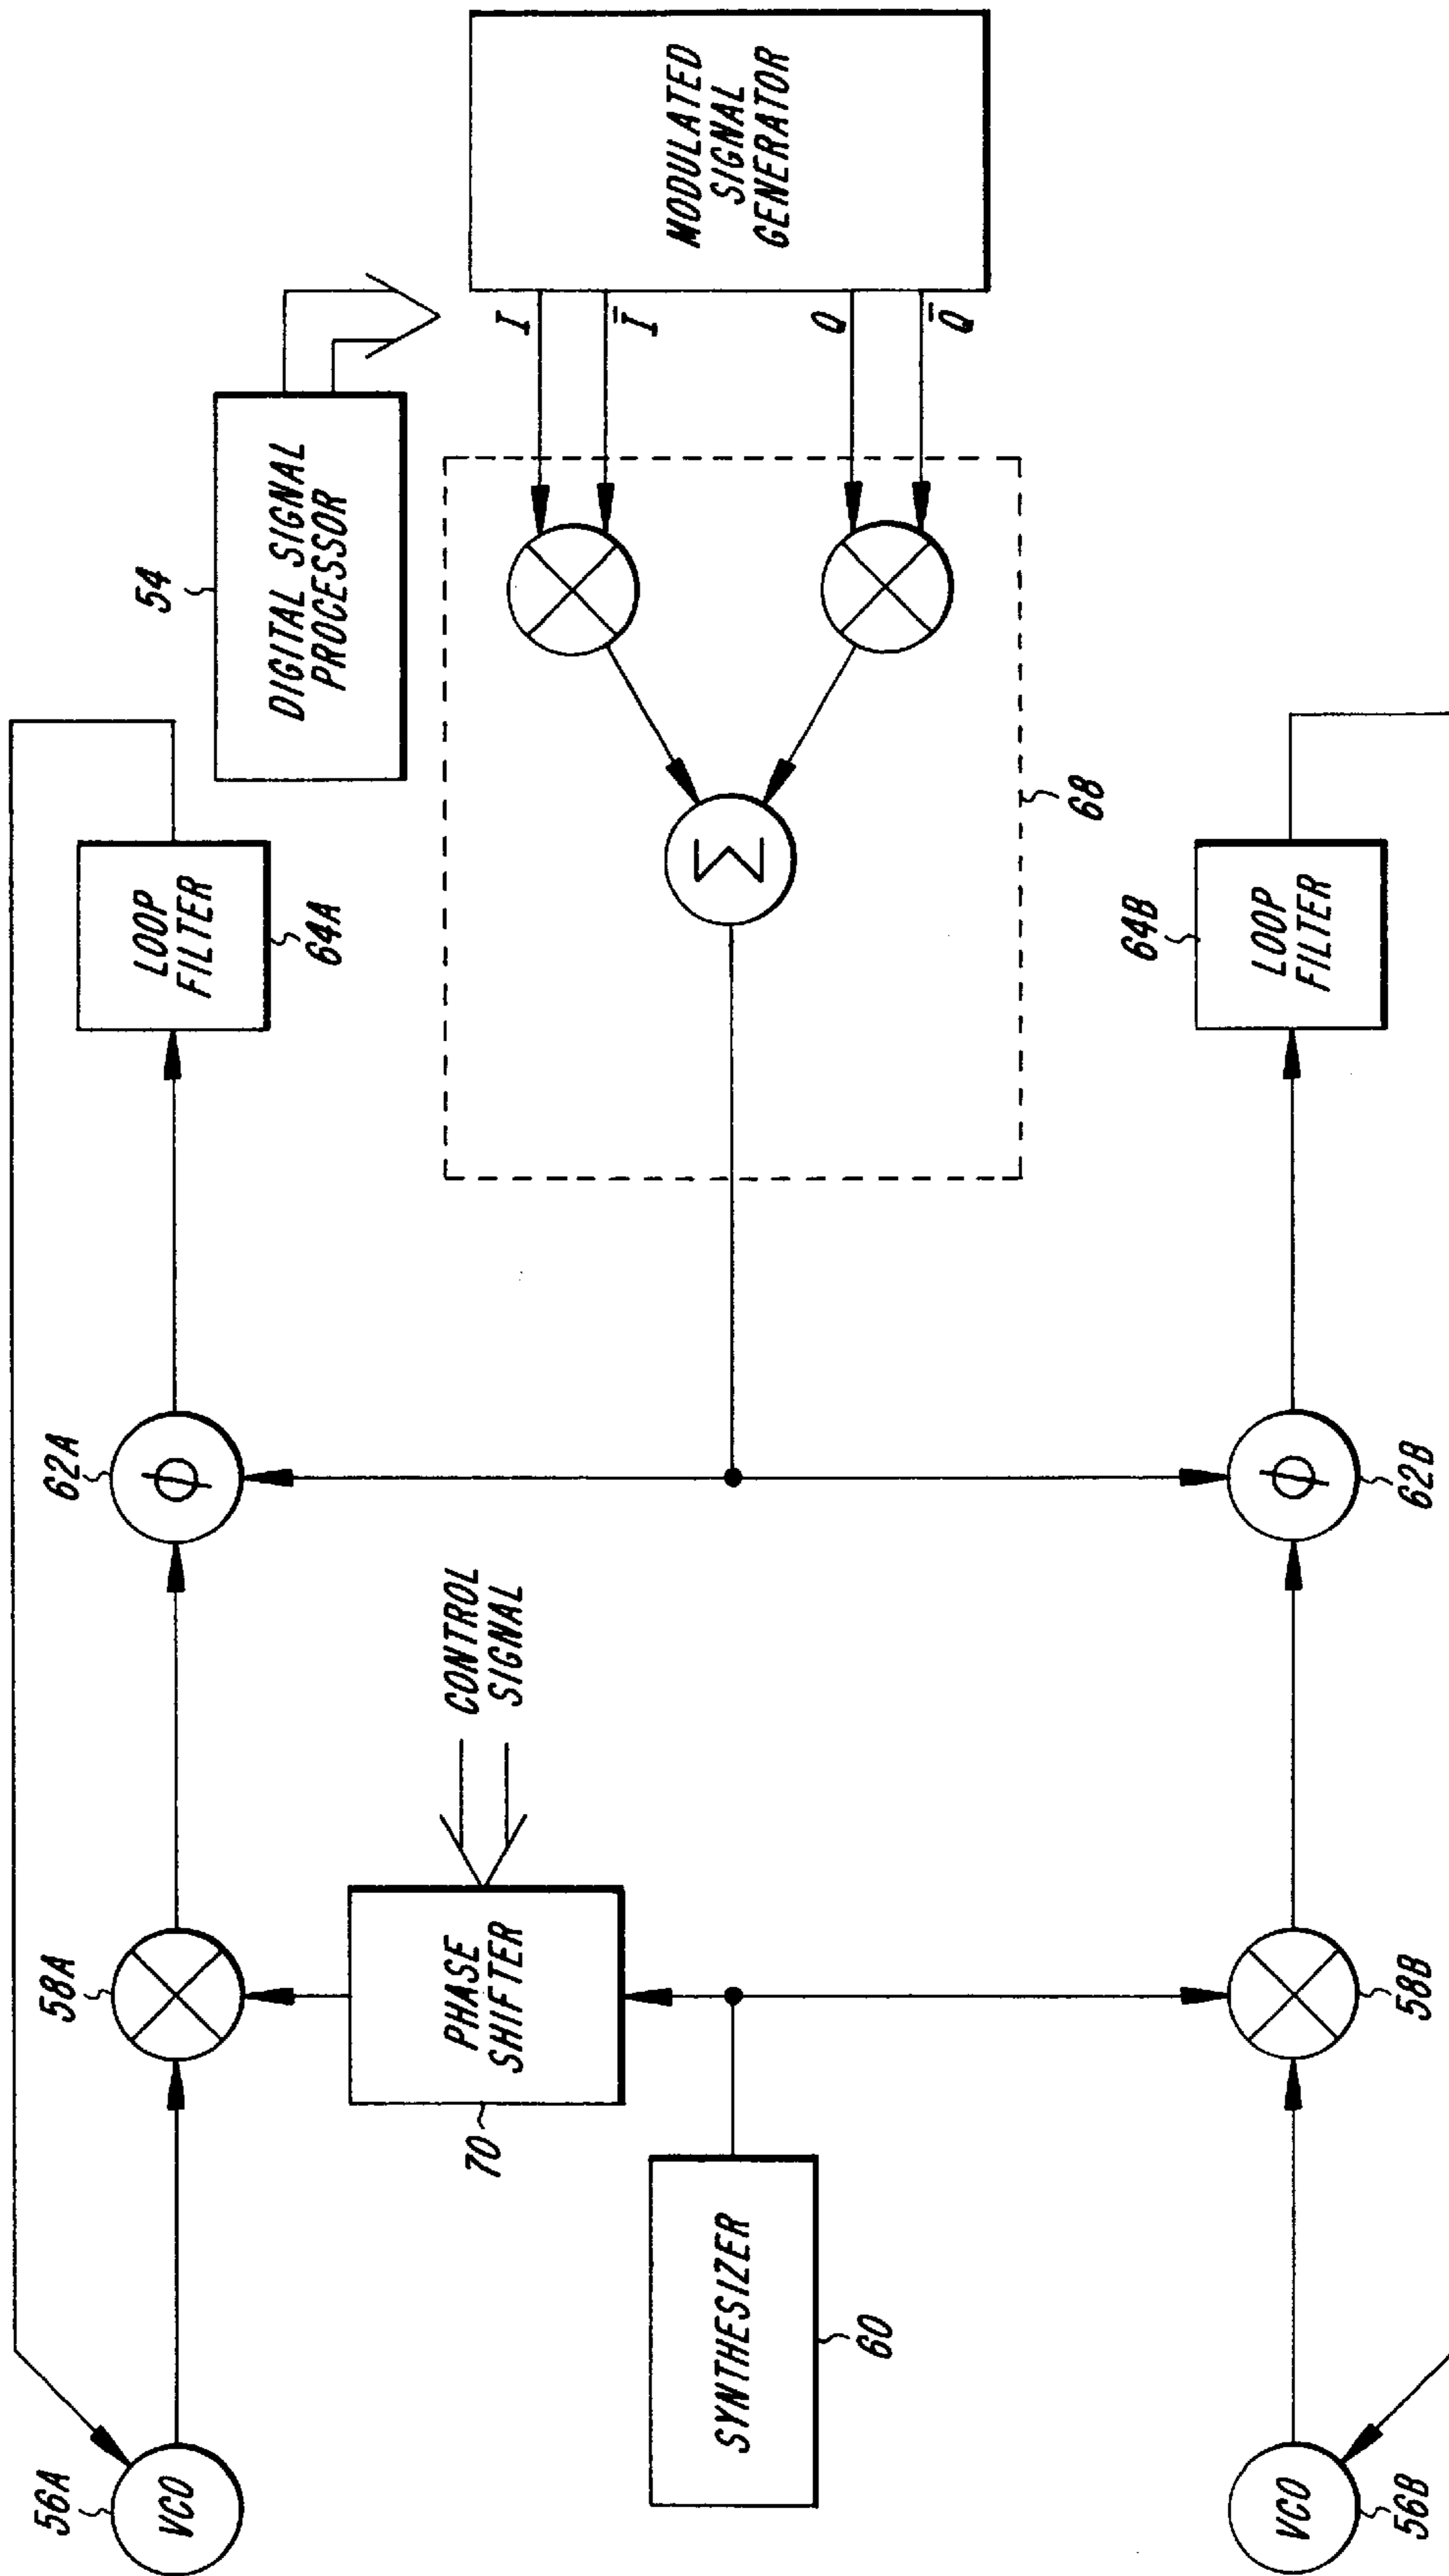 56A
VCO
58A
62A
LOOP
FILTER
64A
54
DIGITAL SIGNAL
PROCESSOR
70
PHASE
SHIFTER
CONTROL
SIGNAL
I
Ī
Q
Q̄
MODULATED
SIGNAL
GENERATOR
Σ
68
SYNTHESIZER
60
ϕ
VCO
56B
58B
ϕ
62B
64B
LOOP
FILTER